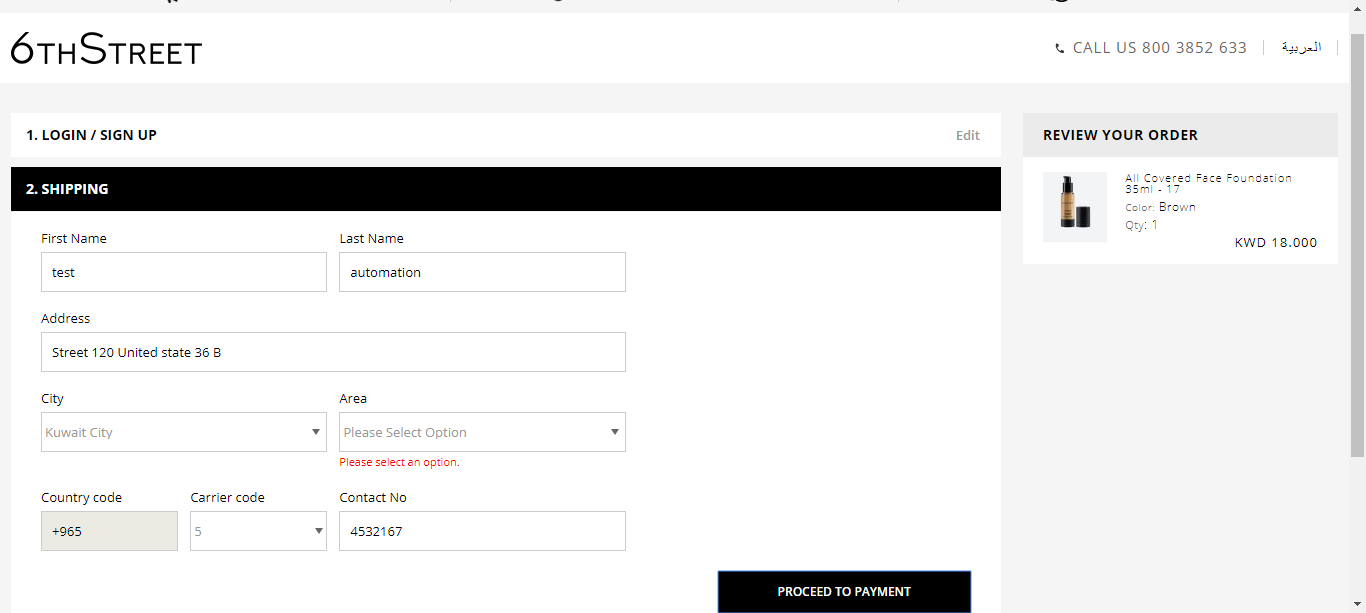 6THSTREET
CALL US 800 3852 633
العربية
1. LOGIN / SIGN UP
Edit
2. SHIPPING
First Name
Last Name
test
automation
Address
Street 120 United state 36 B
City
Area
Kuwait City
Please Select Option
Please select an option.
Country code
Carrier code
Contact No
+965
5
4532167
PROCEED TO PAYMENT
REVIEW YOUR ORDER
All Covered Face Foundation
35ml - 17
Color: Brown
Qty: 1
KWD 18.000